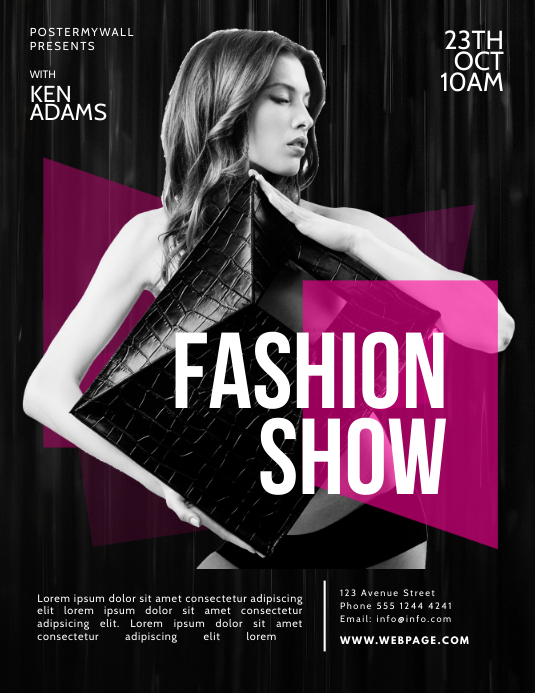 POSTERMYWALL
PRESENTS
WITH
KEN
ADAMS
23TH
OCT
10AM
FASHION
SHOW
Lorem ipsum dolor sit amet consectetur adipiscing
elit lorem ipsum dolor sit amet consectetur
adipiscing elit. Lorem ipsum dolor sit amet
consectetur adipiscing elit lorem
123 Avenue Street
Phone 555 1244 4241
Email: info@info.com
WWW.WEBPAGE.COM